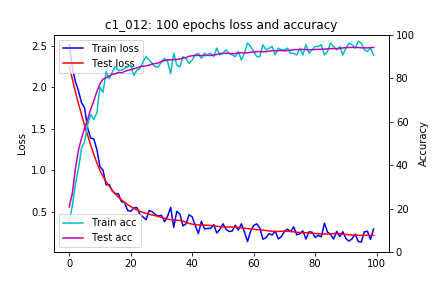 c1_012: 100 epochs loss and accuracy
Train loss
Test loss
Train acc
Test acc
Loss
2.5
2.0
1.5
1.0
0.5
Accuracy
100
80
60
40
20
0
0
20
40
60
80
100